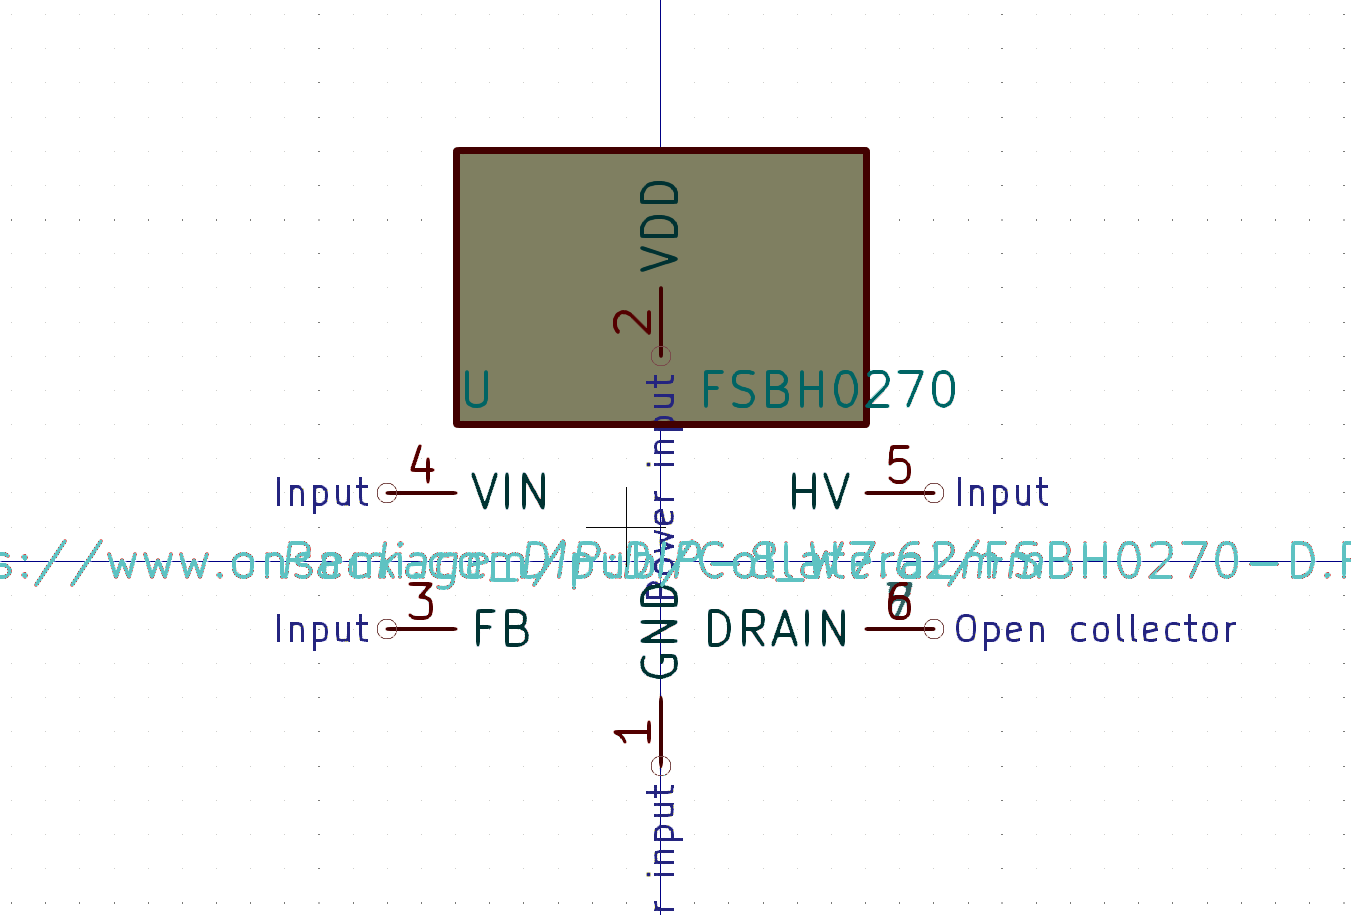 VDD
2
U FSBH0270
Power input
4 5
Input VIN HV Input
s://www.onsemi.com/pub/Collateral/FSBH0270-D.P
Package_DIP:DIP-8_W7.62mm
3 6
7
Input FB GND DRAIN Open collector
1
r input